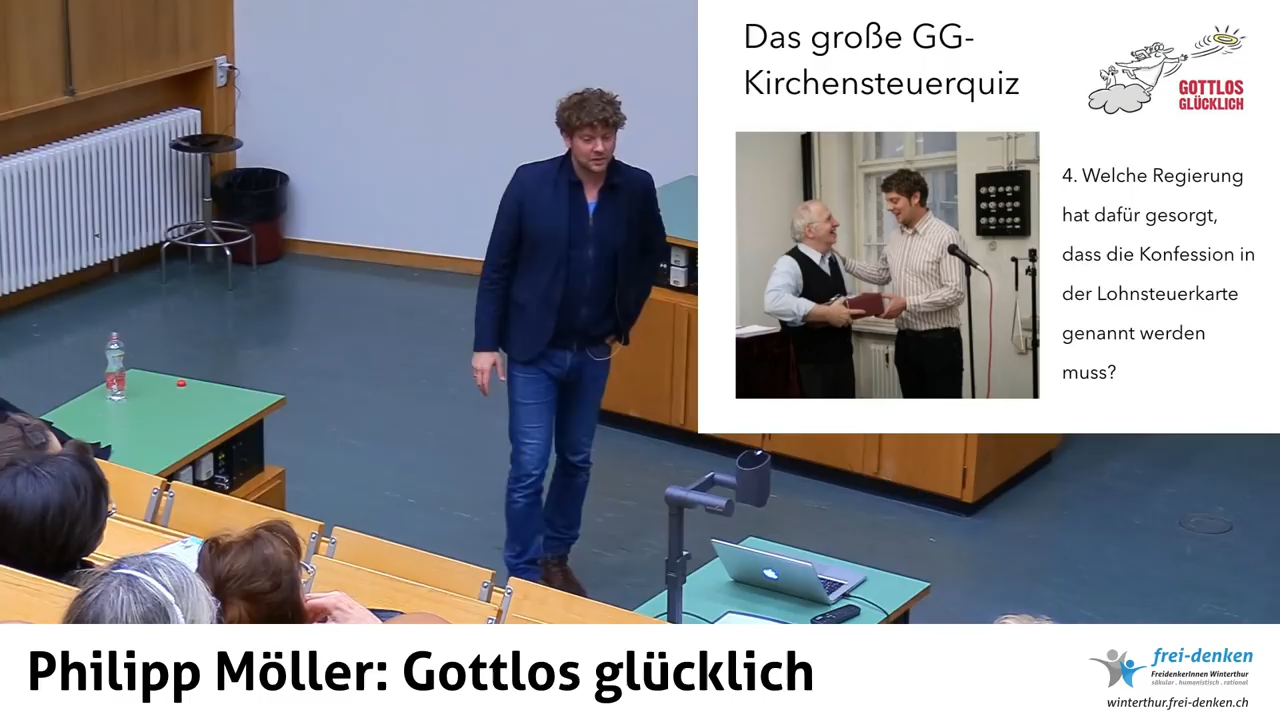 Das große GG-
Kirchensteuerquiz
GOTTLOS
GLÜCKLICH
4. Welche Regierung
hat dafür gesorgt,
dass die Konfession in
der Lohnsteuerkarte
genannt werden
muss?
Philipp Möller: Gottlos glücklich
frei-denken
FreidenkerInnen Winterthur
säkular . humanistisch . rational
winterthur.frei-denken.ch